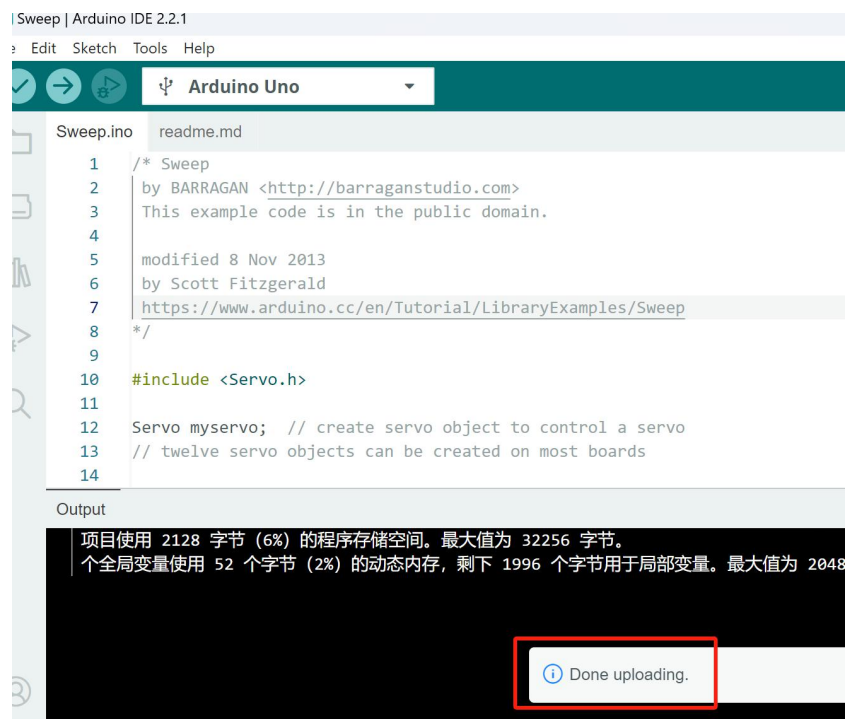 Sweep | Arduino IDE 2.2.1
Edit Sketch Tools Help
Arduino Uno
Sweep.ino readme.md
1 /* Sweep
2 by BARRAGAN <http://barraganstudio.com>
3 This example code is in the public domain.
4
5 modified 8 Nov 2013
6 by Scott Fitzgerald
7 https://www.arduino.cc/en/Tutorial/LibraryExamples/Sweep
8 */
9
10 #include <Servo.h>
11
12 Servo myservo;  // create servo object to control a servo
13 // twelve servo objects can be created on most boards
14
Output
项目使用 2128 字节 (6%) 的程序存储空间。最大值为 32256 字节。
个全局变量使用 52 个字节 (2%) 的动态内存, 剩下 1996 个字节用于局部变量。最大值为 2048
Done uploading.